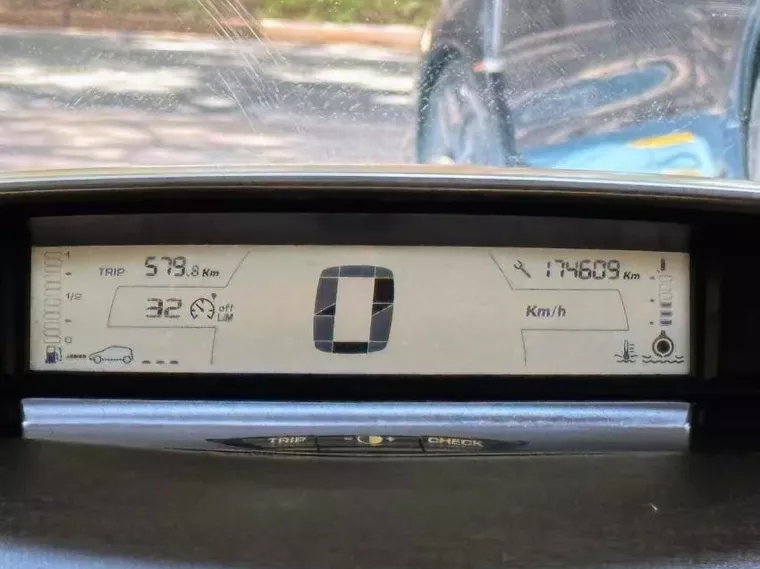 1
TRIP 579.8 Km
174609 Km
1/2
32 off
LIM
0
Km/h
0
---
TRIP - + CHECK